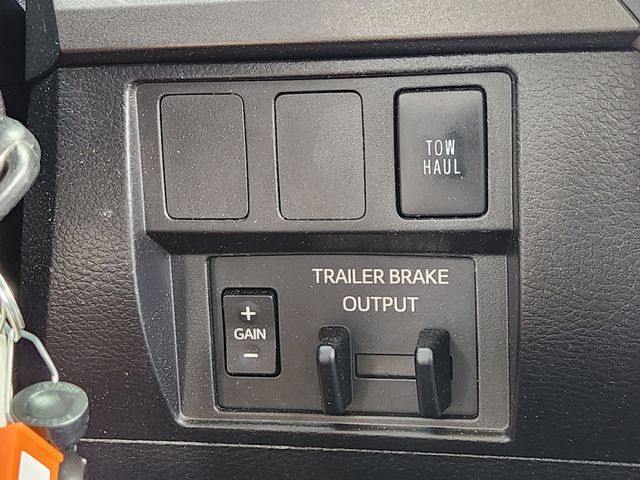 TOW
HAUL
TRAILER BRAKE
OUTPUT
+
GAIN
-